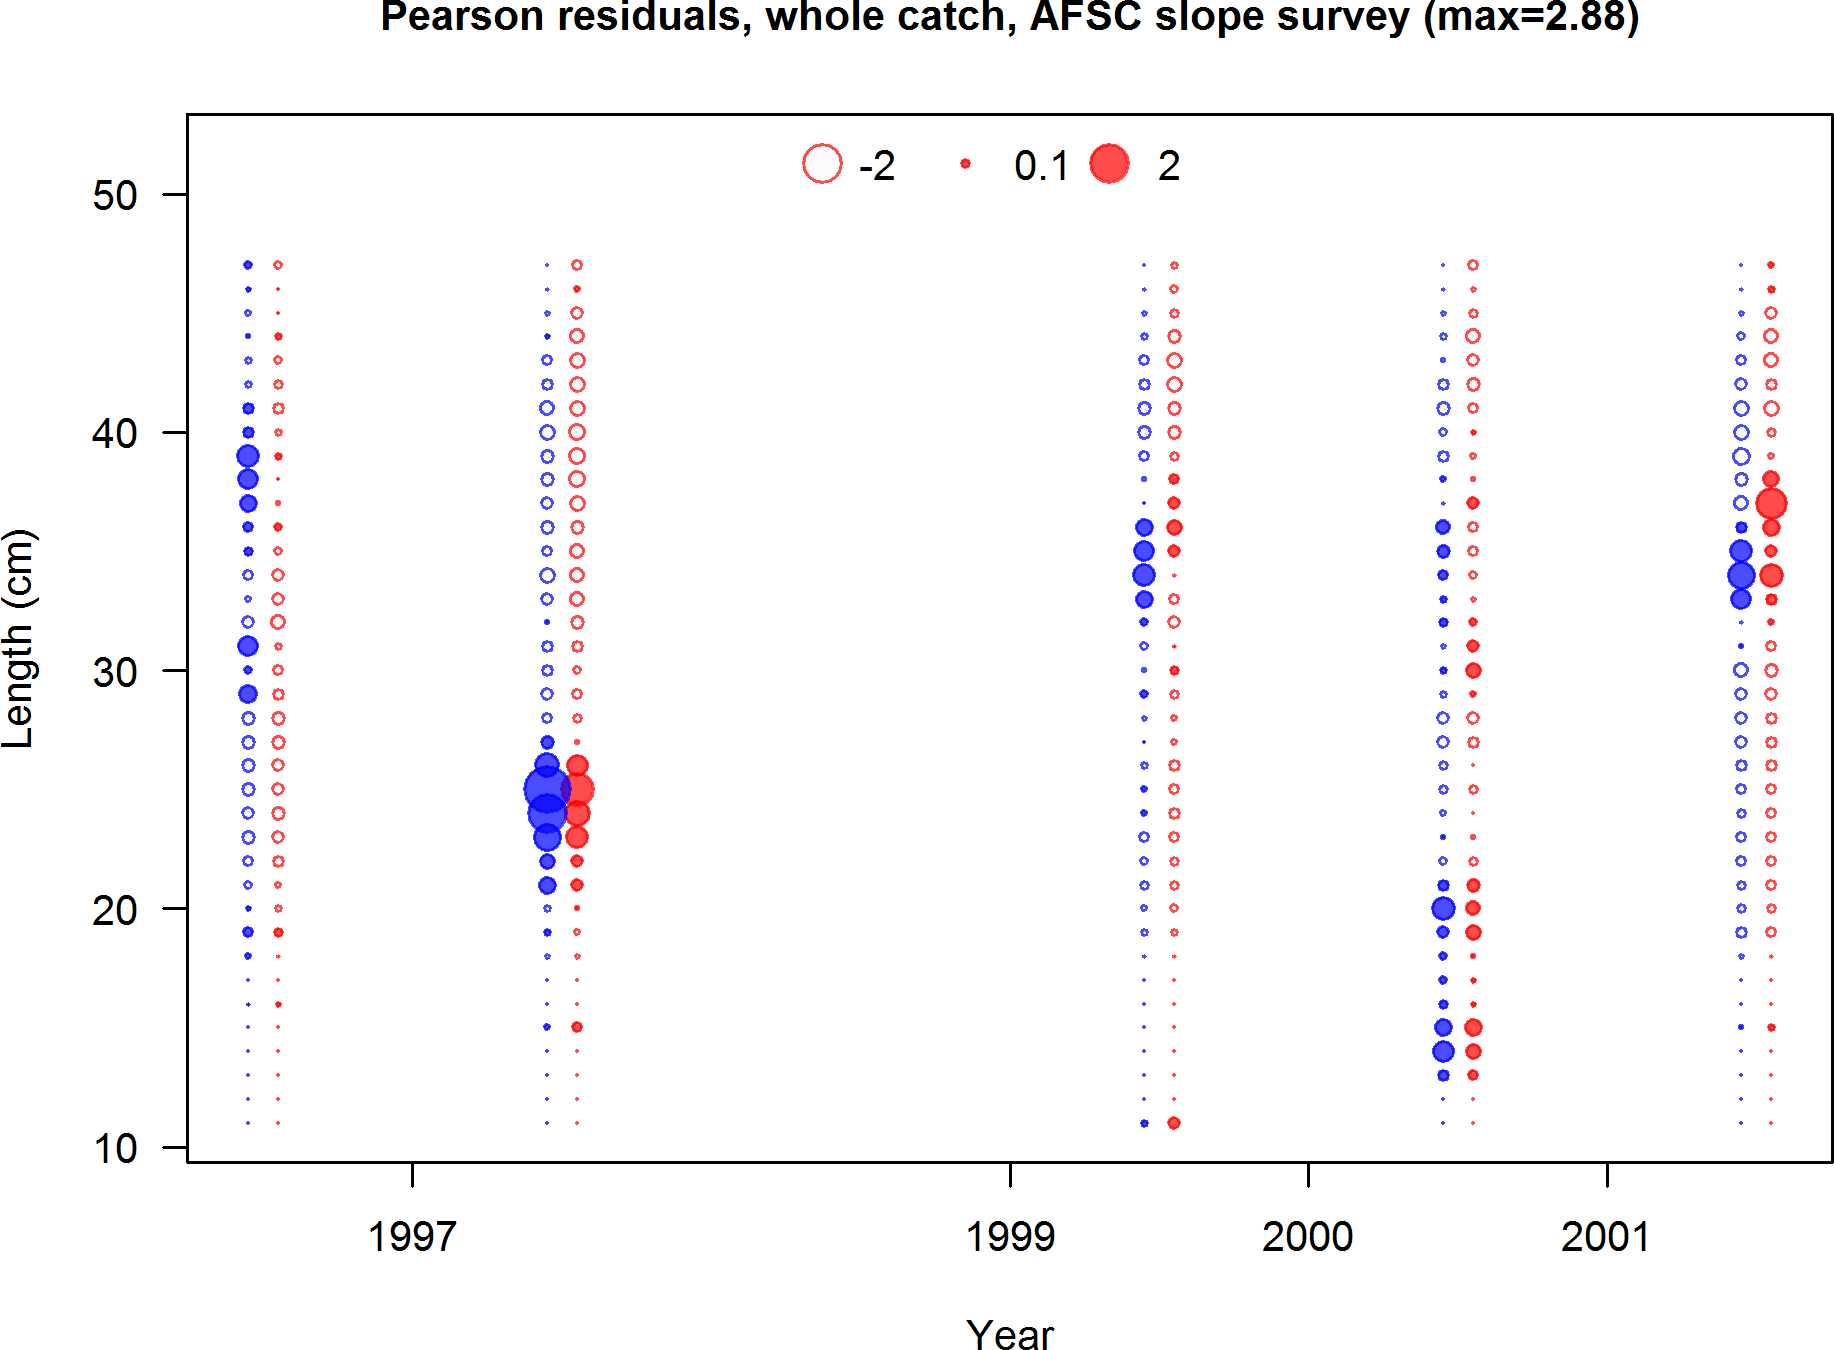 Pearson residuals, whole catch, AFSC slope survey (max=2.88)
-2 0.1 2
50
40
30
20
10
Length (cm)
1997 1999 2000 2001
Year